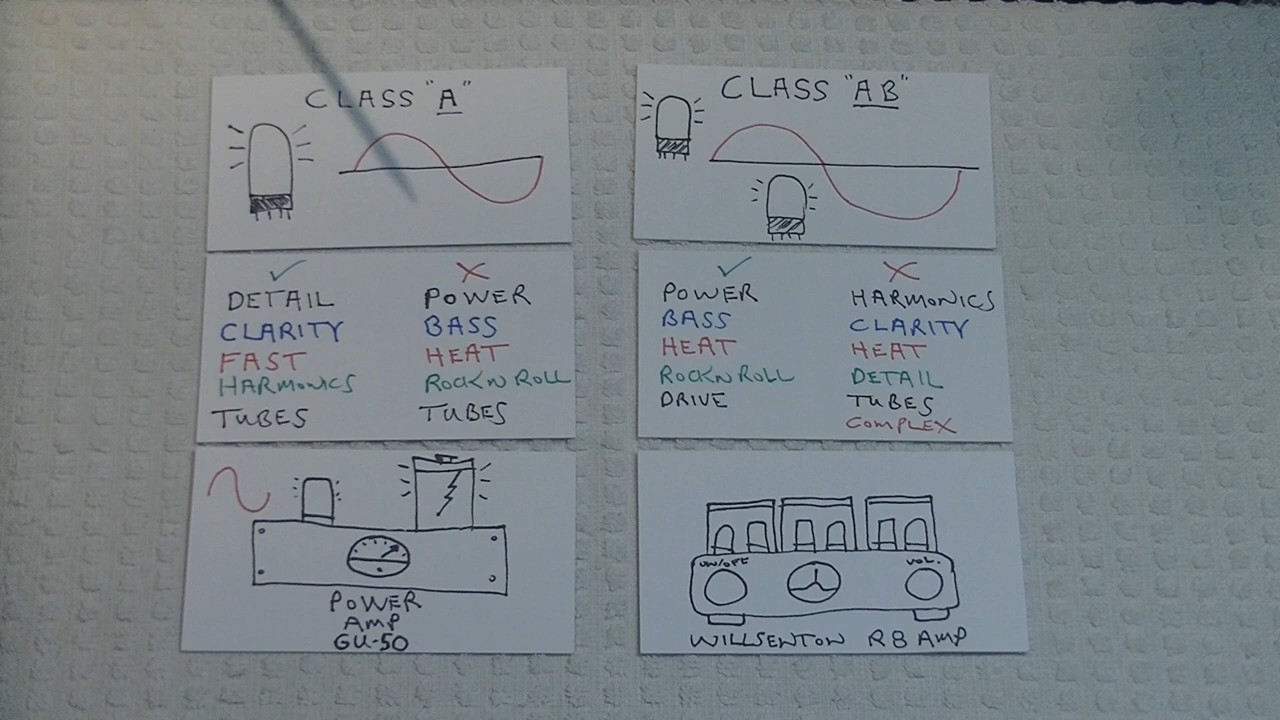 CLASS "A"
DETAIL
CLARITY
FAST
HARMONICS
TUBES
POWER
BASS
HEAT
ROCK N ROLL
TUBES
POWER
AMP
GU-50
CLASS "AB"
POWER
BASS
HEAT
ROCK N ROLL
DRIVE
HARMONICS
CLARITY
HEAT
DETAIL
TUBES
COMPLEX
ON/OFF
VOL.
WILLSENTON R8 AMP